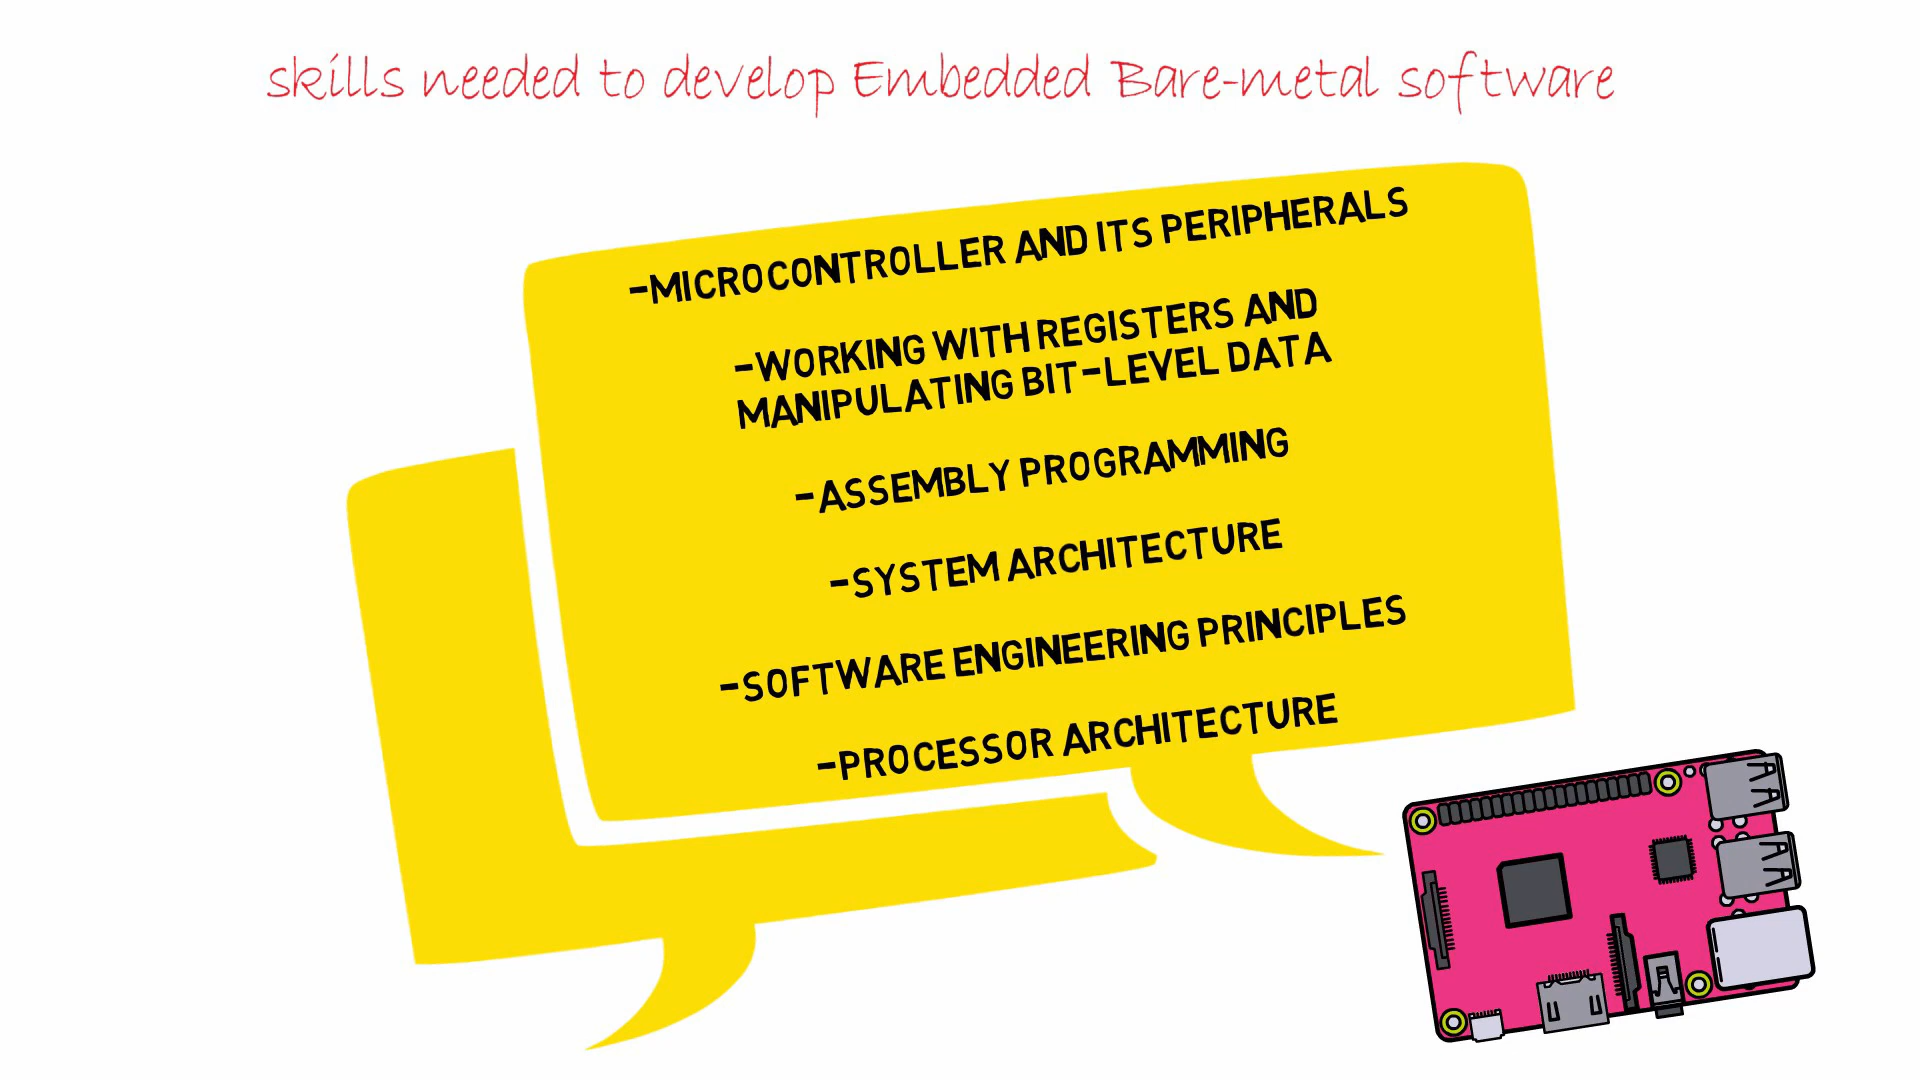 skills needed to develop Embedded Bare-metal software
-MICROCONTROLLER AND ITS PERIPHERALS
-WORKING WITH REGISTERS AND
MANIPULATING BIT-LEVEL DATA
-ASSEMBLY PROGRAMMING
-SYSTEM ARCHITECTURE
-SOFTWARE ENGINEERING PRINCIPLES
-PROCESSOR ARCHITECTURE